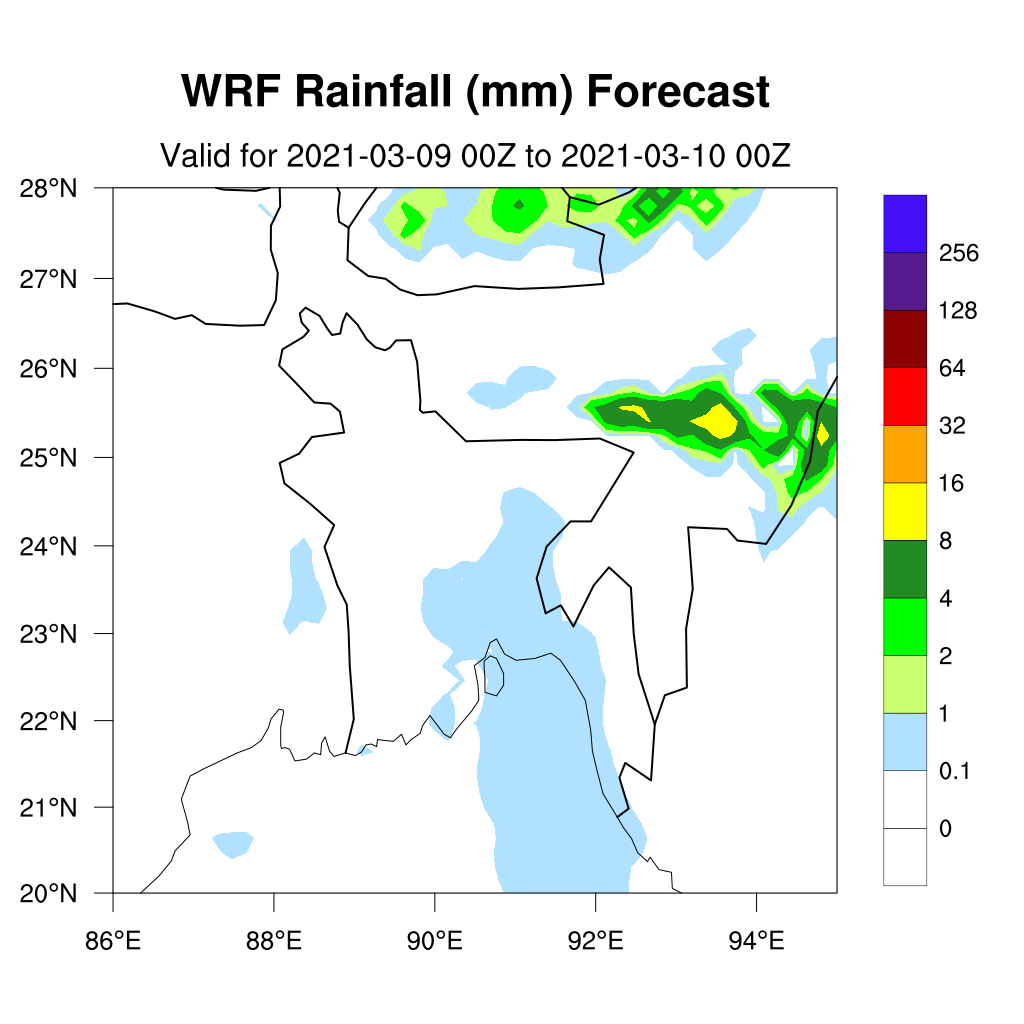 WRF Rainfall (mm) Forecast
Valid for 2021-03-09 00Z to 2021-03-10 00Z
28°N
27°N
26°N
25°N
24°N
23°N
22°N
21°N
20°N
86°E
88°E
90°E
92°E
94°E
256
128
64
32
16
8
4
2
1
0.1
0